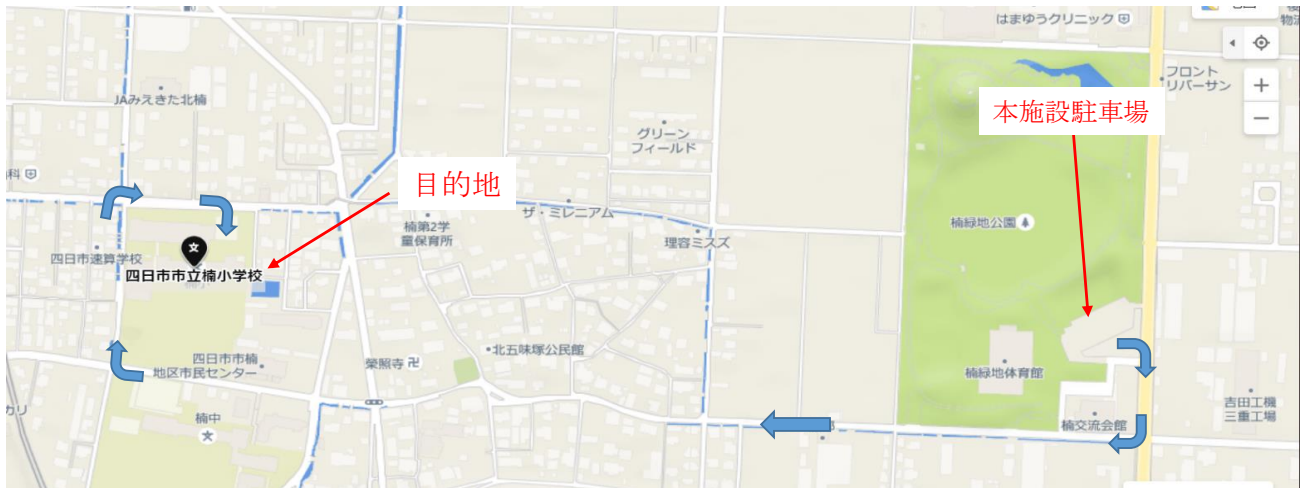 はまゆうクリニック
フロント
リバーサン
JAみえきた北楠
本施設駐車場
グリーン
フィールド
科
目的地
ザ・ミレニアム
楠第2学
童保育所
楠緑地公園
理容ミスズ
四日市速算学校
四日市市立楠小学校
北五味塚公民館
四日市市楠
地区市民センター
栄照寺
楠緑地体育館
吉田工機
三重工場
カリ
楠中
楠交流会館